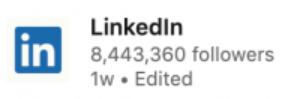 in
LinkedIn
8,443,360 followers
1w • Edited